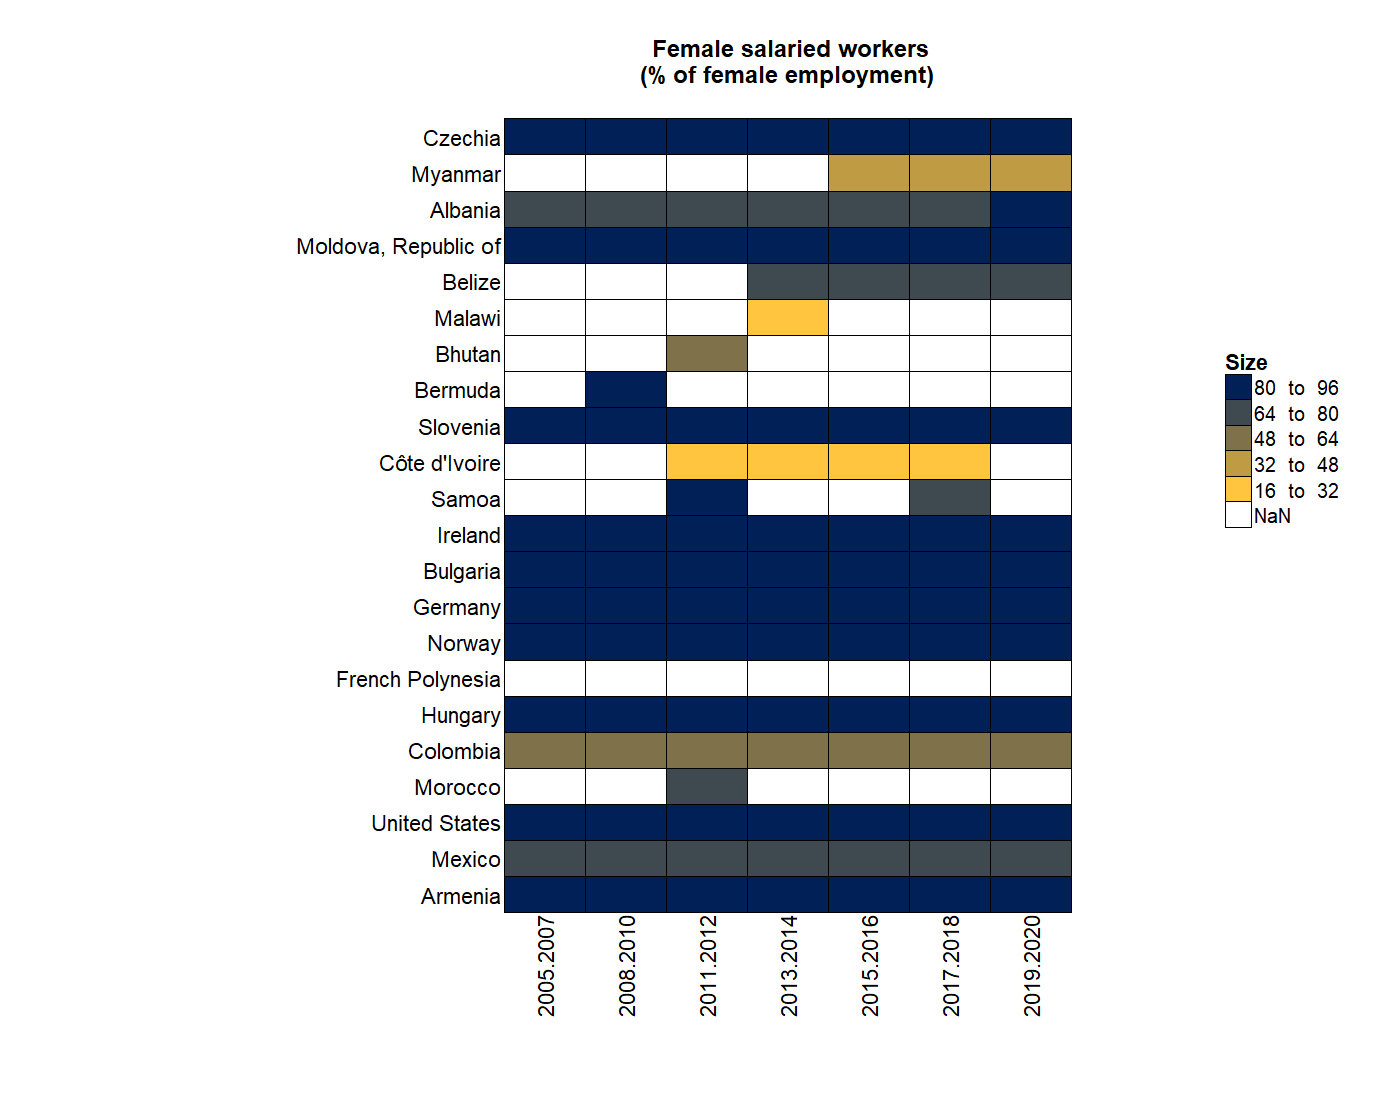 Female salaried workers
(% of female employment)
Czechia
Myanmar
Albania
Moldova, Republic of
Belize
Malawi
Bhutan
Bermuda
Slovenia
Côte d'Ivoire
Samoa
Ireland
Bulgaria
Germany
Norway
French Polynesia
Hungary
Colombia
Morocco
United States
Mexico
Armenia
2005.2007
2008.2010
2011.2012
2013.2014
2015.2016
2017.2018
2019.2020
Size
80 to 96
64 to 80
48 to 64
32 to 48
16 to 32
NaN